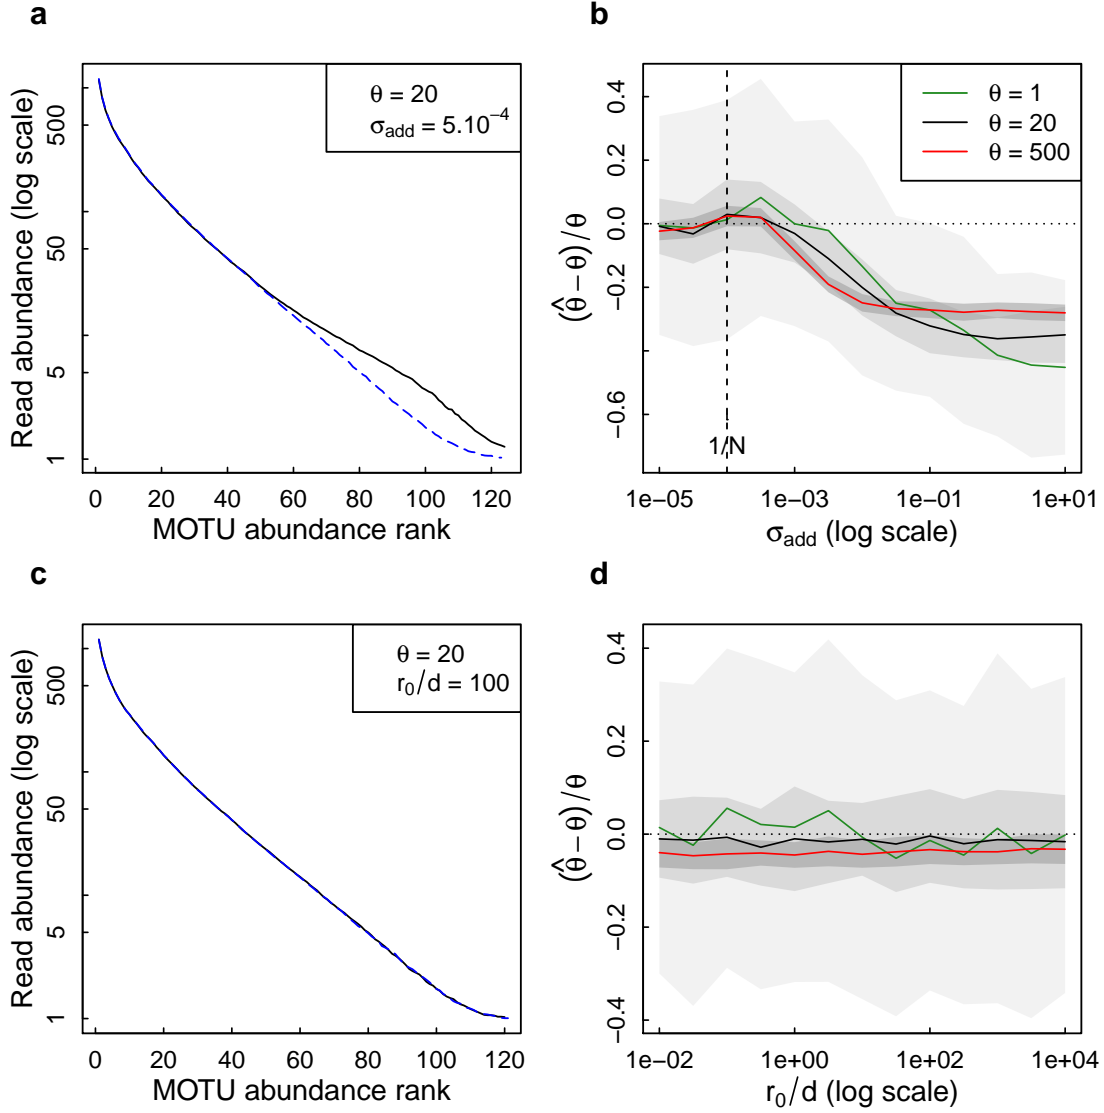 a
Read abundance (log scale)
500
50
5
1
0 20 40 60 80 100 120
MOTU abundance rank
θ = 20
σadd = 5.10⁻⁴
b
(θ̂ − θ)/θ
0.4
0.2
0.0
−0.2
−0.6
1e−05 1e−03 1e−01 1e+01
σadd (log scale)
1/N
θ = 1
θ = 20
θ = 500
c
Read abundance (log scale)
500
50
5
1
0 20 40 60 80 100 120
MOTU abundance rank
θ = 20
r₀/d = 100
d
(θ̂ − θ)/θ
0.4
0.2
0.0
−0.2
−0.4
1e−02 1e+00 1e+02 1e+04
r₀/d (log scale)